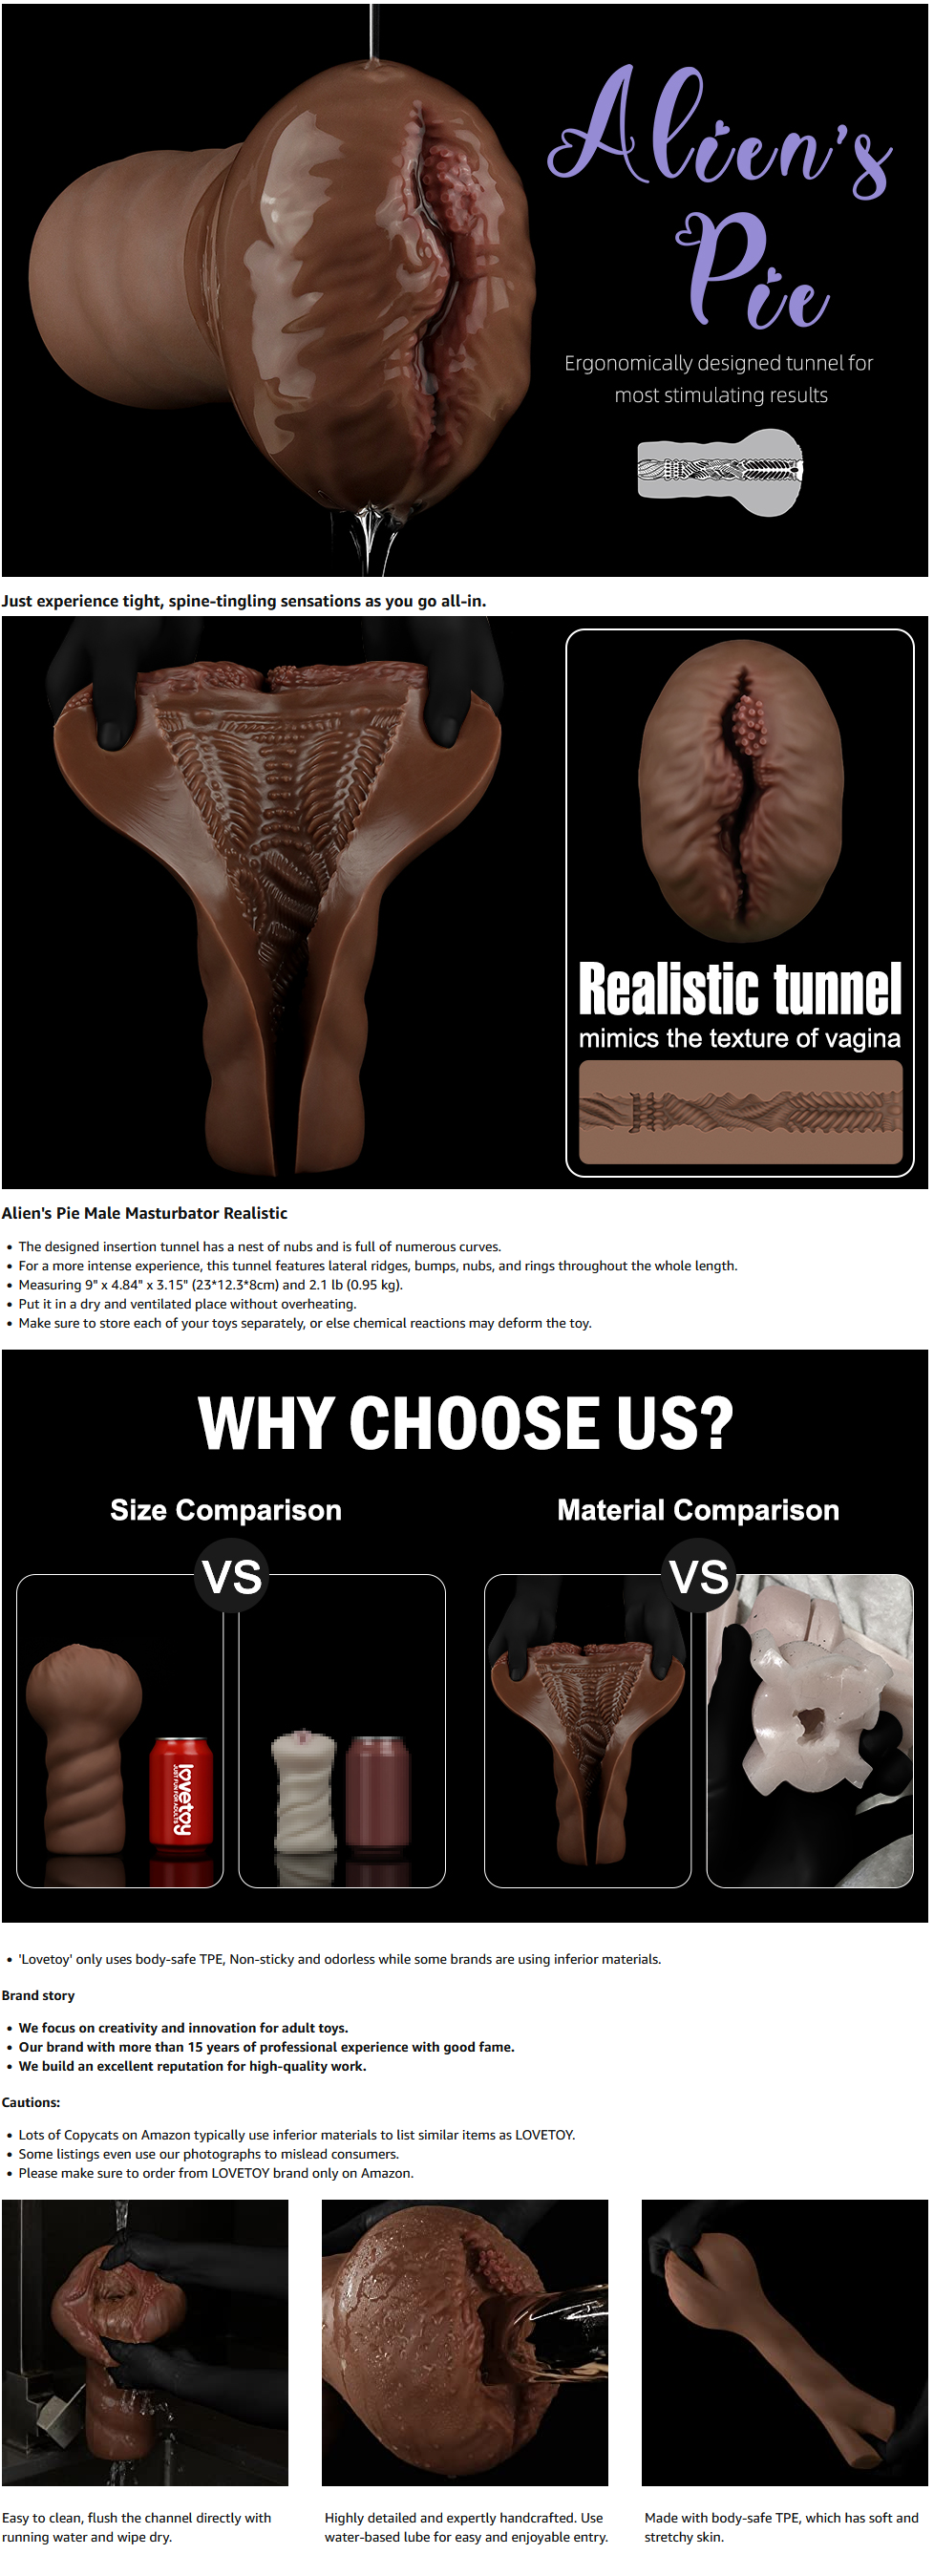 Alien's
Pie
Ergonomically designed tunnel for
most stimulating results
Just experience tight, spine-tingling sensations as you go all-in.
Realistic tunnel
mimics the texture of vagina
Alien's Pie Male Masturbator Realistic
• The designed insertion tunnel has a nest of nubs and is full of numerous curves.
• For a more intense experience, this tunnel features lateral ridges, bumps, nubs, and rings throughout the whole length.
• Measuring 9" x 4.84" x 3.15" (23*12.3*8cm) and 2.1 lb (0.95 kg).
• Put it in a dry and ventilated place without overheating.
• Make sure to store each of your toys separately, or else chemical reactions may deform the toy.
WHY CHOOSE US?
Size Comparison
Material Comparison
VS
VS
lovetoy
JUST FUN FOR ADULTS
• 'Lovetoy' only uses body-safe TPE, Non-sticky and odorless while some brands are using inferior materials.
Brand story
• We focus on creativity and innovation for adult toys.
• Our brand with more than 15 years of professional experience with good fame.
• We build an excellent reputation for high-quality work.
Cautions:
• Lots of Copycats on Amazon typically use inferior materials to list similar items as LOVETOY.
• Some listings even use our photographs to mislead consumers.
• Please make sure to order from LOVETOY brand only on Amazon.
Easy to clean, flush the channel directly with
running water and wipe dry.
Highly detailed and expertly handcrafted. Use
water-based lube for easy and enjoyable entry.
Made with body-safe TPE, which has soft and
stretchy skin.